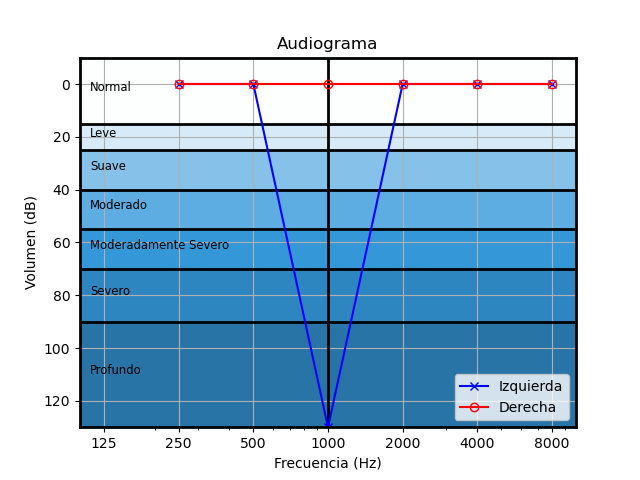 Audiograma
Normal
Leve
Suave
Moderado
Moderadamente Severo
Severo
Profundo
0
20
40
60
80
100
120
Volumen (dB)
Izquierda
Derecha
125
250
500
1000
2000
4000
8000
Frecuencia (Hz)